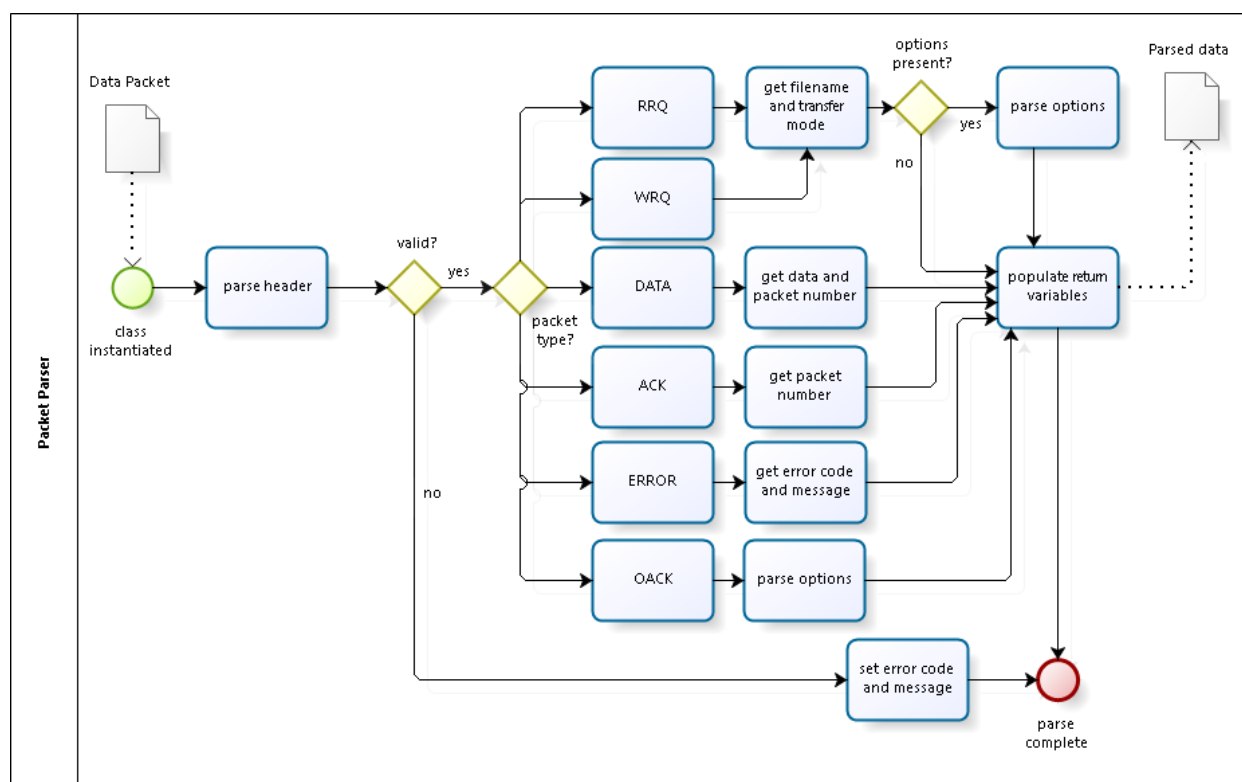 Packet Parser
Data Packet
class
instantiated
parse header
valid?
yes
no
packet
type?
RRQ
get filename
and transfer
mode
options
present?
yes
no
parse options
Parsed data
WRQ
DATA
get data and
packet number
populate return
variables
ACK
get packet
number
ERROR
get error code
and message
OACK
parse options
set error code
and message
parse
complete